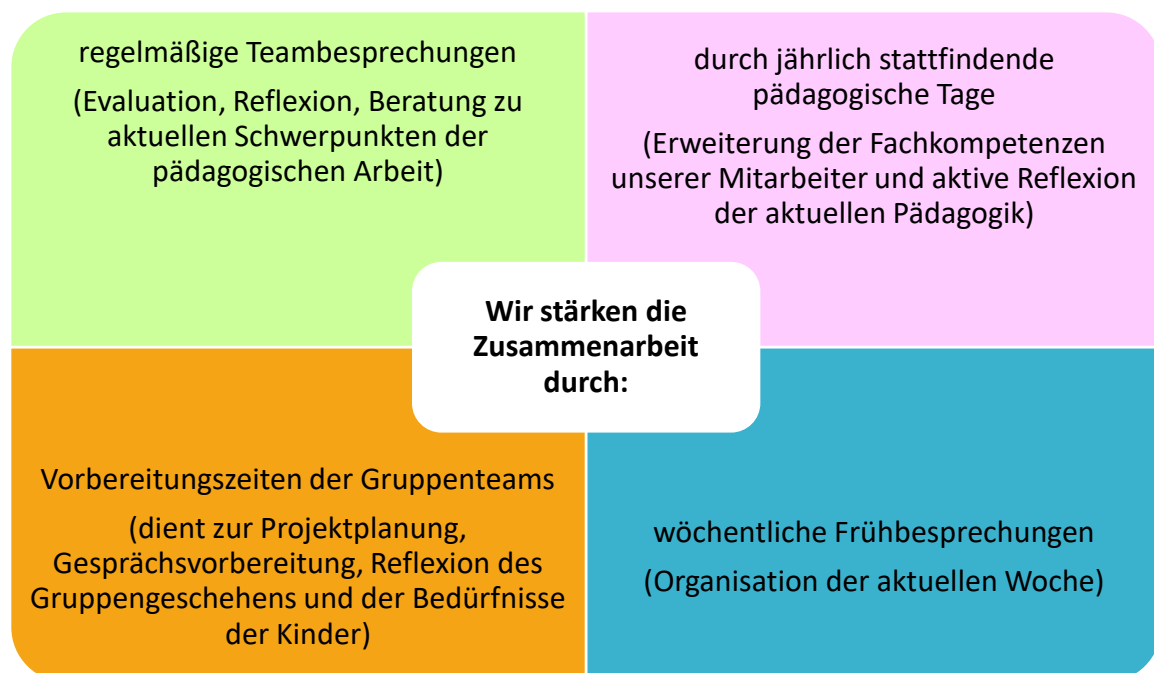 regelmäßige Teambesprechungen
(Evaluation, Reflexion, Beratung zu
aktuellen Schwerpunkten der
pädagogischen Arbeit)
durch jährlich stattfindende
pädagogische Tage
(Erweiterung der Fachkompetenzen
unserer Mitarbeiter und aktive Reflexion
der aktuellen Pädagogik)
Wir stärken die
Zusammenarbeit
durch:
Vorbereitungszeiten der Gruppenteams
(dient zur Projektplanung,
Gesprächsvorbereitung, Reflexion des
Gruppengeschehens und der Bedürfnisse
der Kinder)
wöchentliche Frühbesprechungen
(Organisation der aktuellen Woche)